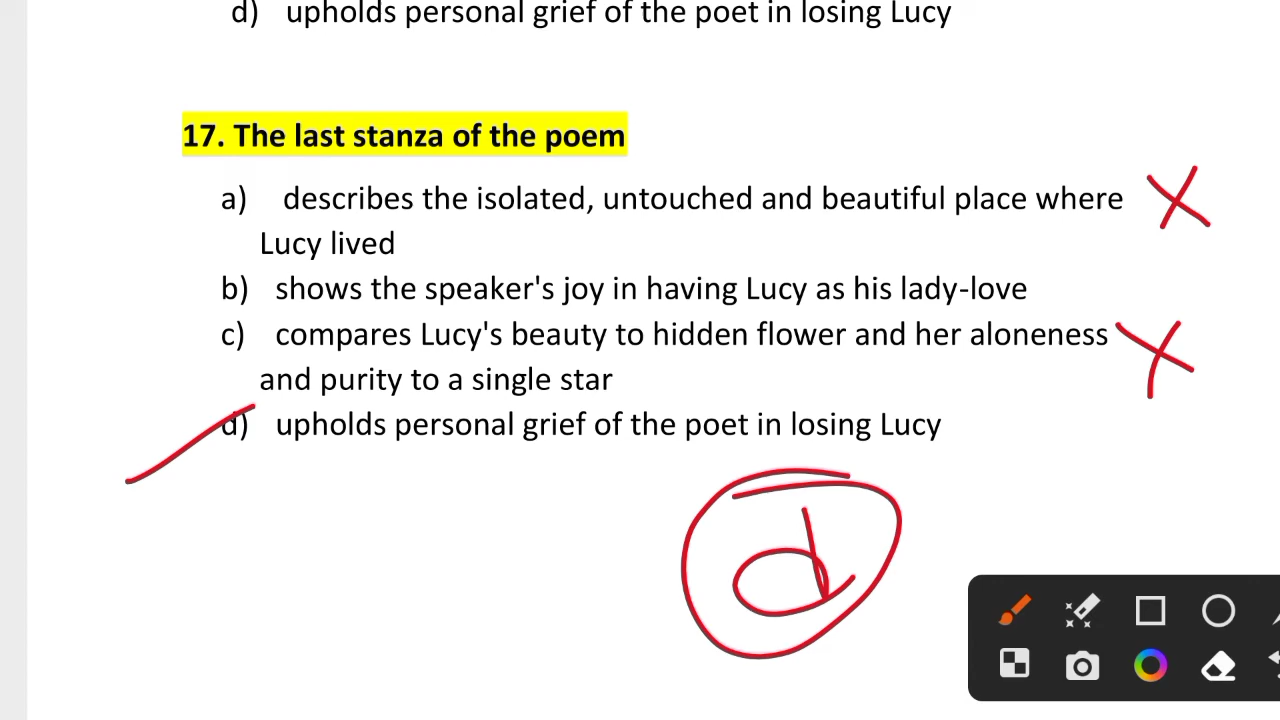 d) upholds personal grief of the poet in losing Lucy
17. The last stanza of the poem
a) describes the isolated, untouched and beautiful place where
Lucy lived
b) shows the speaker's joy in having Lucy as his lady-love
c) compares Lucy's beauty to hidden flower and her aloneness
and purity to a single star
d) upholds personal grief of the poet in losing Lucy
d